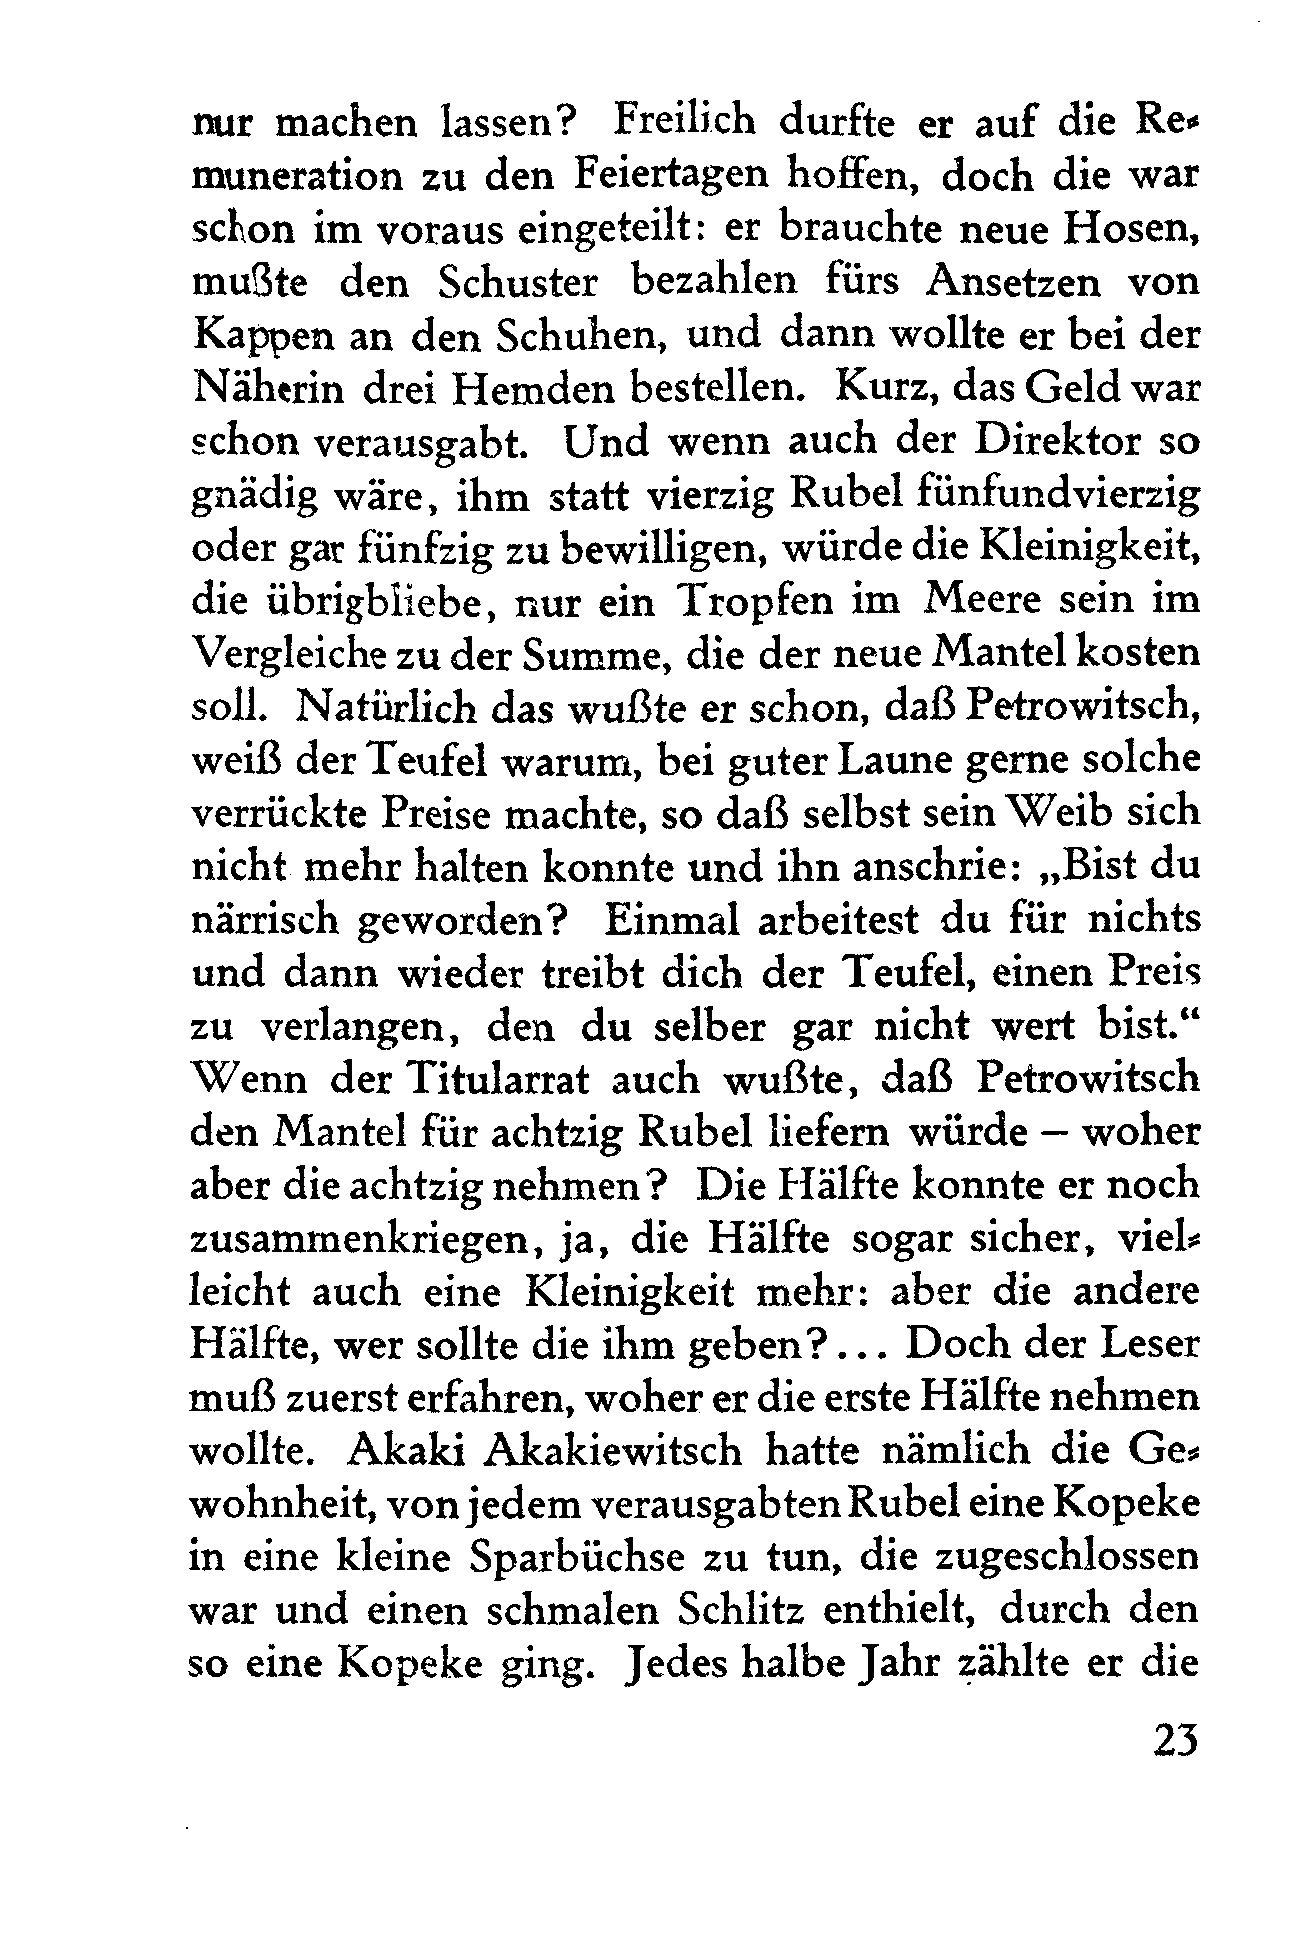 nur machen lassen? Freilich durfte er auf die Re⸗
muneration zu den Feiertagen hoffen, doch die war
schon im voraus eingeteilt: er brauchte neue Hosen,
mußte den Schuster bezahlen fürs Ansetzen von
Kappen an den Schuhen, und dann wollte er bei der
Näherin drei Hemden bestellen. Kurz, das Geld war
schon verausgabt. Und wenn auch der Direktor so
gnädig wäre, ihm statt vierzig Rubel fünfundvierzig
oder gar fünfzig zu bewilligen, würde die Kleinigkeit,
die übrigbliebe, nur ein Tropfen im Meere sein im
Vergleiche zu der Summe, die der neue Mantel kosten
soll. Natürlich das wußte er schon, daß Petrowitsch,
weiß der Teufel warum, bei guter Laune gerne solche
verrückte Preise machte, so daß selbst sein Weib sich
nicht mehr halten konnte und ihn anschrie: „Bist du
närrisch geworden? Einmal arbeitest du für nichts
und dann wieder treibt dich der Teufel, einen Preis
zu verlangen, den du selber gar nicht wert bist.“
Wenn der Titularrat auch wußte, daß Petrowitsch
den Mantel für achtzig Rubel liefern würde – woher
aber die achtzig nehmen? Die Hälfte konnte er noch
zusammenkriegen, ja, die Hälfte sogar sicher, viel⸗
leicht auch eine Kleinigkeit mehr: aber die andere
Hälfte, wer sollte die ihm geben?... Doch der Leser
muß zuerst erfahren, woher er die erste Hälfte nehmen
wollte. Akaki Akakiewitsch hatte nämlich die Ge⸗
wohnheit, von jedem verausgabten Rubel eine Kopeke
in eine kleine Sparbüchse zu tun, die zugeschlossen
war und einen schmalen Schlitz enthielt, durch den
so eine Kopeke ging. Jedes halbe Jahr zählte er die
23